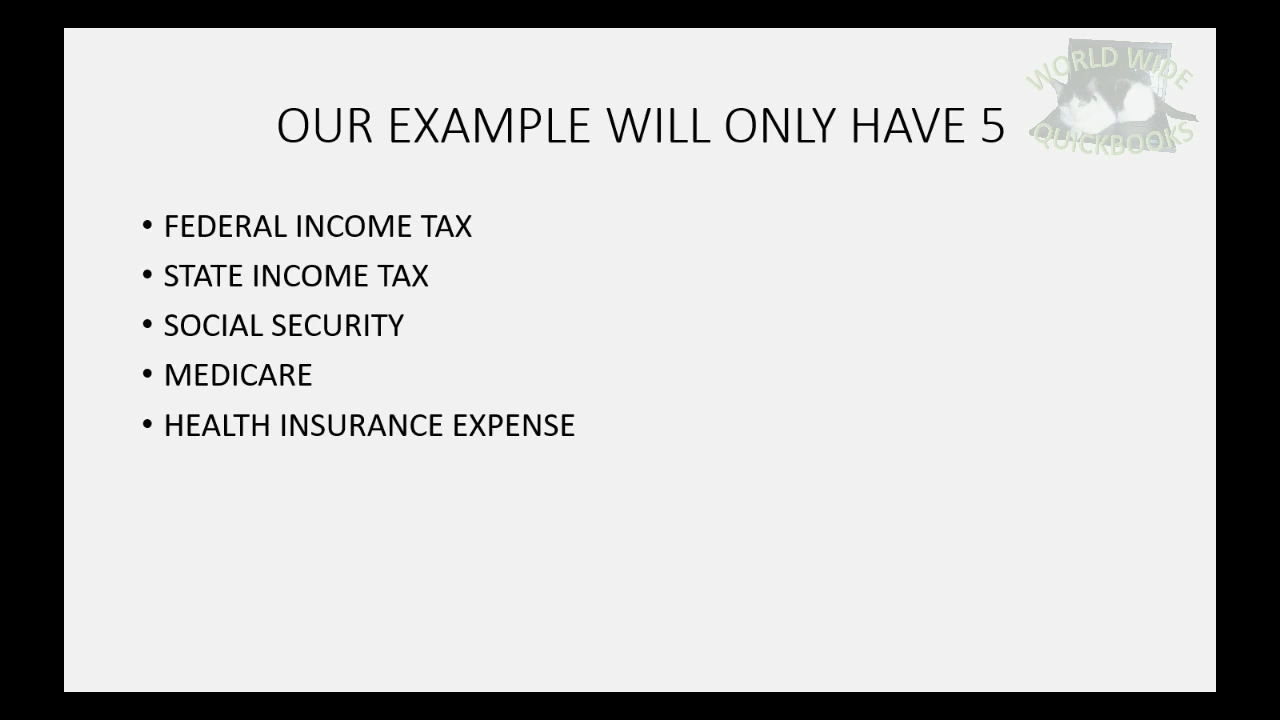 WORLD WIDE
QUICKBOOKS
OUR EXAMPLE WILL ONLY HAVE 5
• FEDERAL INCOME TAX
• STATE INCOME TAX
• SOCIAL SECURITY
• MEDICARE
• HEALTH INSURANCE EXPENSE